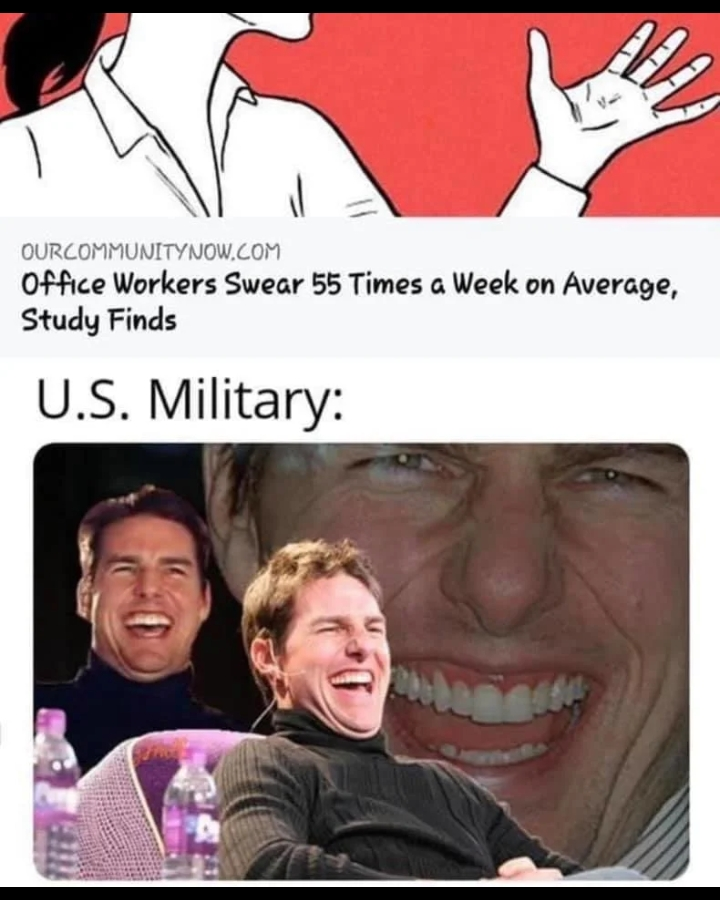 OURCOMMUNITYNOW.COM
Office Workers Swear 55 Times a Week on Average,
Study Finds
U.S. Military: